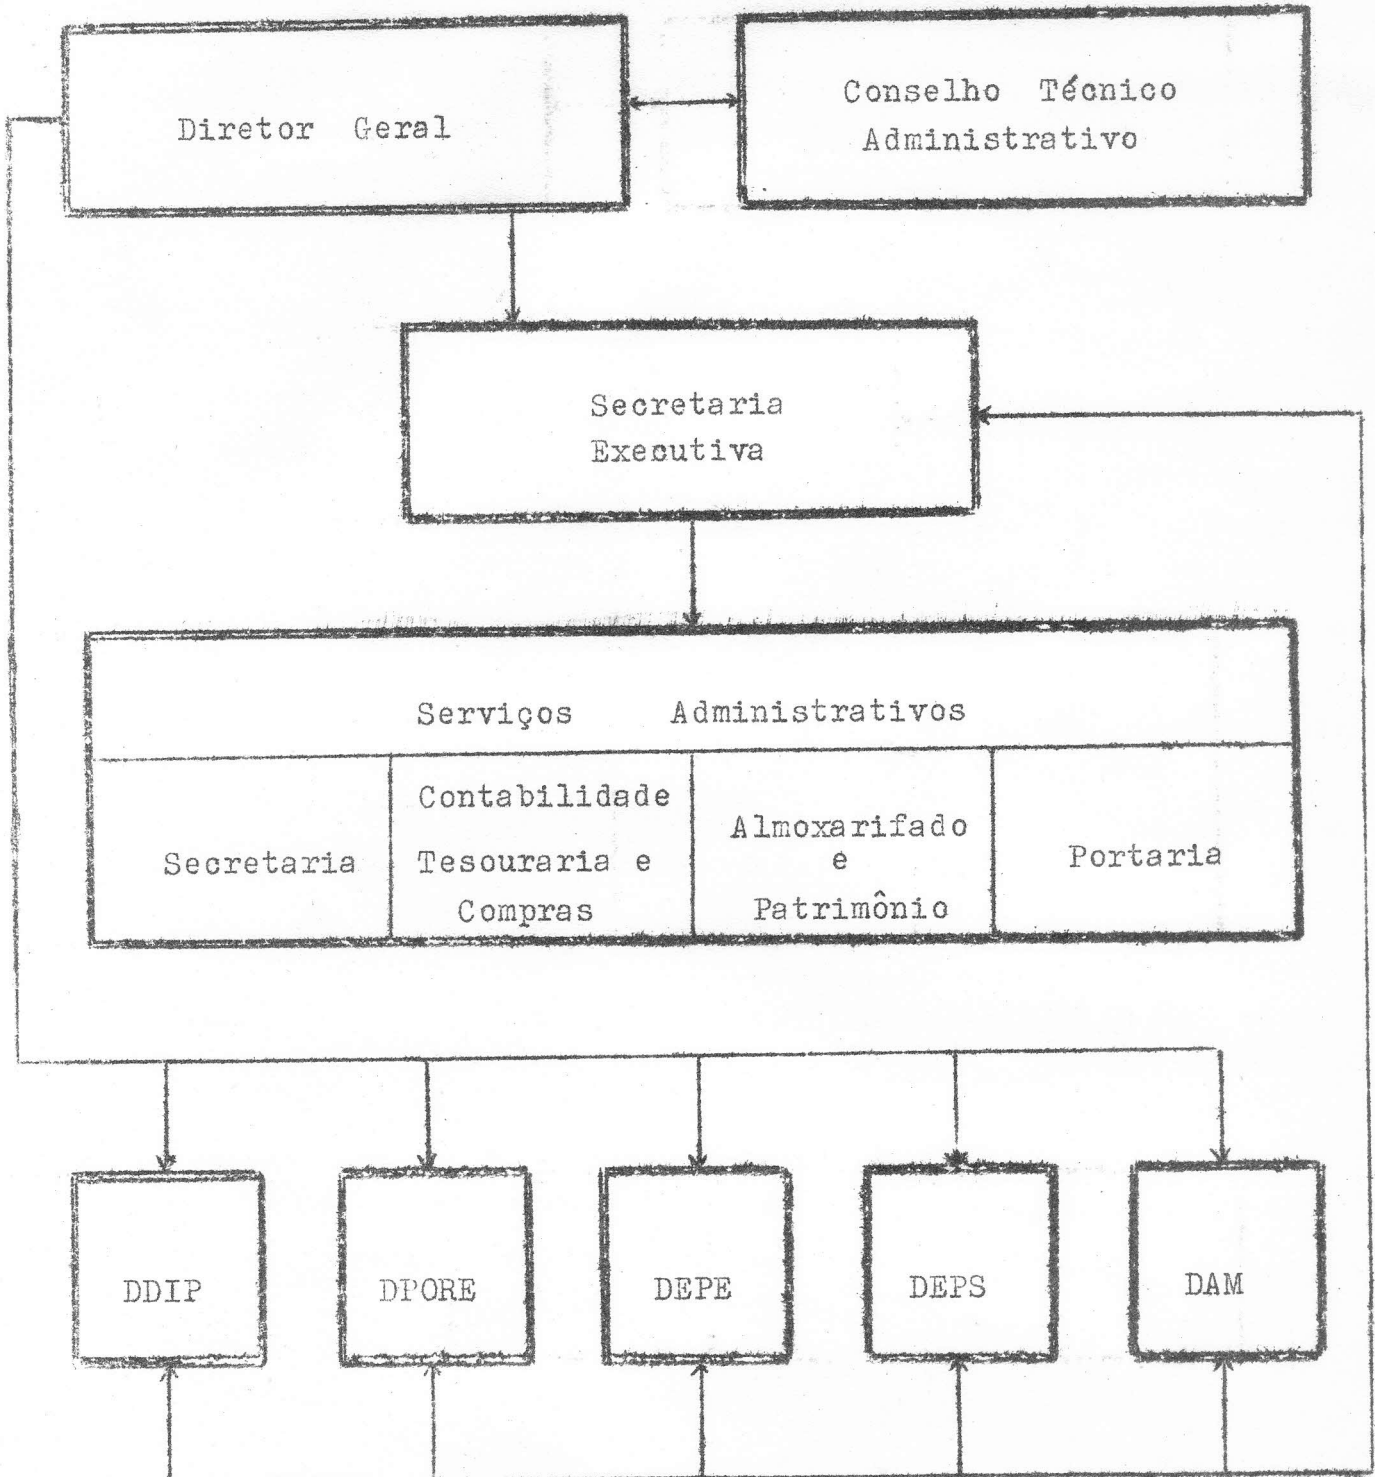 Diretor Geral
Conselho Técnico
Administrativo
Secretaria
Executiva
Serviços Administrativos
Secretaria
Contabilidade
Tesouraria e
Compras
Almoxarifado
e
Patrimônio
Portaria
DDIP
DPORE
DEPE
DEPS
DAM